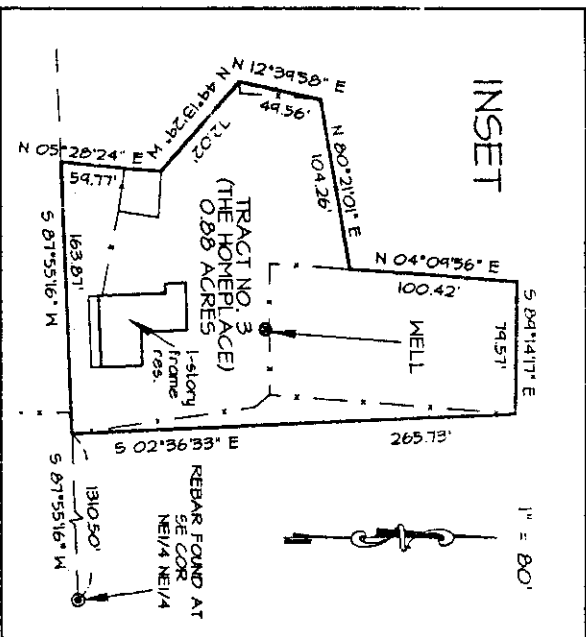 INSET
1" = 80'
N 12°39'58" E
49.56'
N 80°21'01" E
104.26'
N 04°09'56" E
100.42'
S 89°14'17" E
79.57'
N 49°13'29" W
72.02'
N 05°28'24" E
59.77'
TRACT NO. 3
(THE HOMEPLACE)
0.88 ACRES
WELL
1-story
frame
res.
163.87'
S 87°55'16" W
S 02°36'33" E
265.73'
REBAR FOUND AT
SE COR
NE1/4 NE1/4
1310.50'
S 87°55'16" W